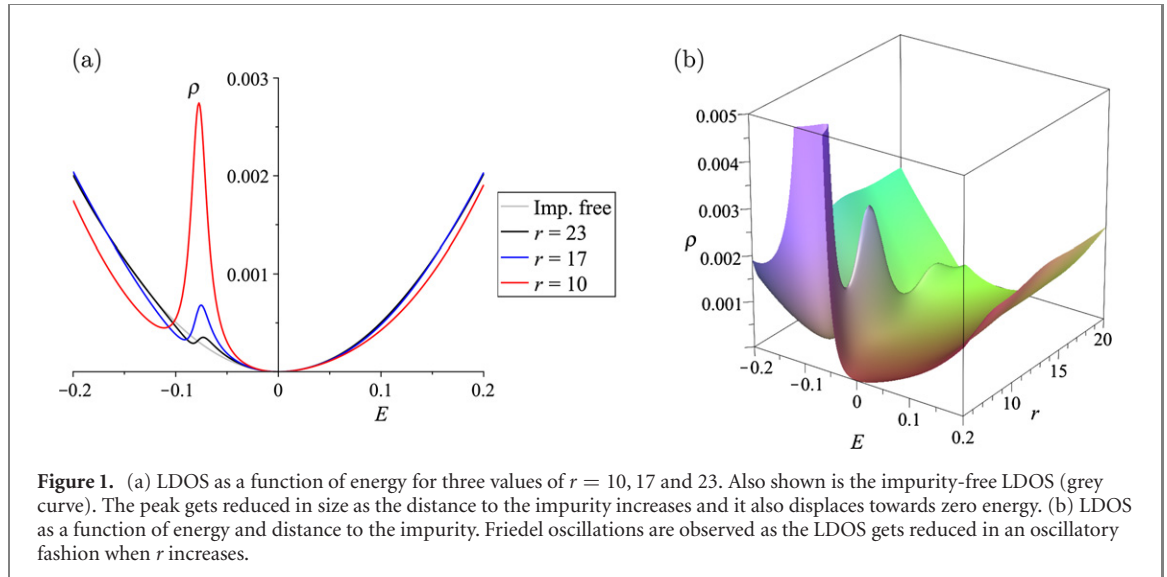 (a)
ρ
0.003
0.002
0.001
−0.2
−0.1
0
0.1
0.2
E
Imp. free
r = 23
r = 17
r = 10
(b)
0.005
0.004
0.003
ρ
0.002
0.001
−0.2
−0.1
0
0.1
0.2
E
10
15
20
r
Figure 1. (a) LDOS as a function of energy for three values of r = 10, 17 and 23. Also shown is the impurity-free LDOS (grey
curve). The peak gets reduced in size as the distance to the impurity increases and it also displaces towards zero energy. (b) LDOS
as a function of energy and distance to the impurity. Friedel oscillations are observed as the LDOS gets reduced in an oscillatory
fashion when r increases.